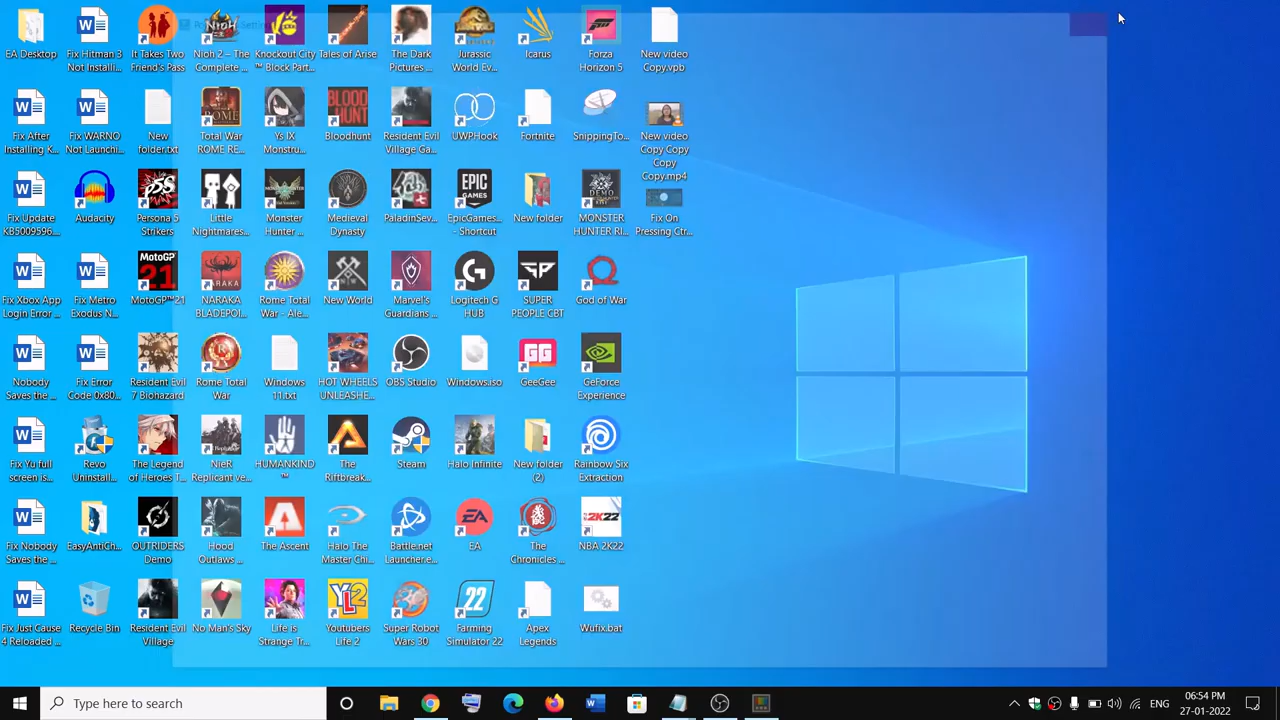 EA Desktop
Fix Hitman 3
Not Installi...
It Takes Two
Friend's Pass
Nioh 2 – The
Complete ...
Knockout City
™ Block Part...
Tales of Arise
The Dark
Pictures ...
Jurassic
World Ev...
Icarus
Forza
Horizon 5
New video
Copy.vpb
Fix After
Installing K...
Fix WARNO
Not Launchi...
New
folder.txt
Total War
ROME RE...
Ys IX
Monstru...
Bloodhunt
Resident Evil
Village Ga...
UWPHook
Fortnite
SnippingTo...
New video
Copy.Copy
Copy
Copy.mp4
Fix Update
KB5009596...
Audacity
Persona 5
Strikers
Little
Nightmares...
Monster
Hunter ...
Medieval
Dynasty
PaladinSev...
EpicGames...
- Shortcut
New folder
MONSTER
HUNTER RI...
Fix On
Pressing Ctr...
Fix Xbox App
Login Error ...
Fix Metro
Exodus N...
MotoGP™21
NARAKA
BLADEPOI...
Rome Total
War - Ale...
New World
Marvel's
Guardians ...
Logitech G
HUB
SUPER
PEOPLE CBT
God of War
Nobody
Saves the ...
Fix Error
Code 0x80...
Resident Evil
7 Biohazard
Rome Total
War
Windows
11.txt
HOT WHEELS
UNLEASHE...
OBS Studio
Windows.iso
GeeGee
GeForce
Experience
Fix Yu full
screen is...
Revo
Uninstall...
The Legend
of Heroes T...
NieR
Replicant ve...
HUMANKIND
™
The
Riftbreak...
Steam
Halo Infinite
New folder
(2)
Rainbow Six
Extraction
Fix Nobody
Saves the ...
EasyAntiCh...
OUTRIDERS
Demo
Hood
Outlaws ...
The Ascent
Halo The
Master Chi...
Battle.net
Launcher.e...
EA
The
Chronicles ...
NBA 2K22
Fix Just Cause
4 Reloaded ...
Recycle Bin
Resident Evil
Village
No Man's Sky
Life is
Strange Tr...
Youtubers
Life 2
Super Robot
Wars 30
Farming
Simulator 22
Apex
Legends
Wufix.bat
Type here to search
ENG
06:54 PM
27-01-2022